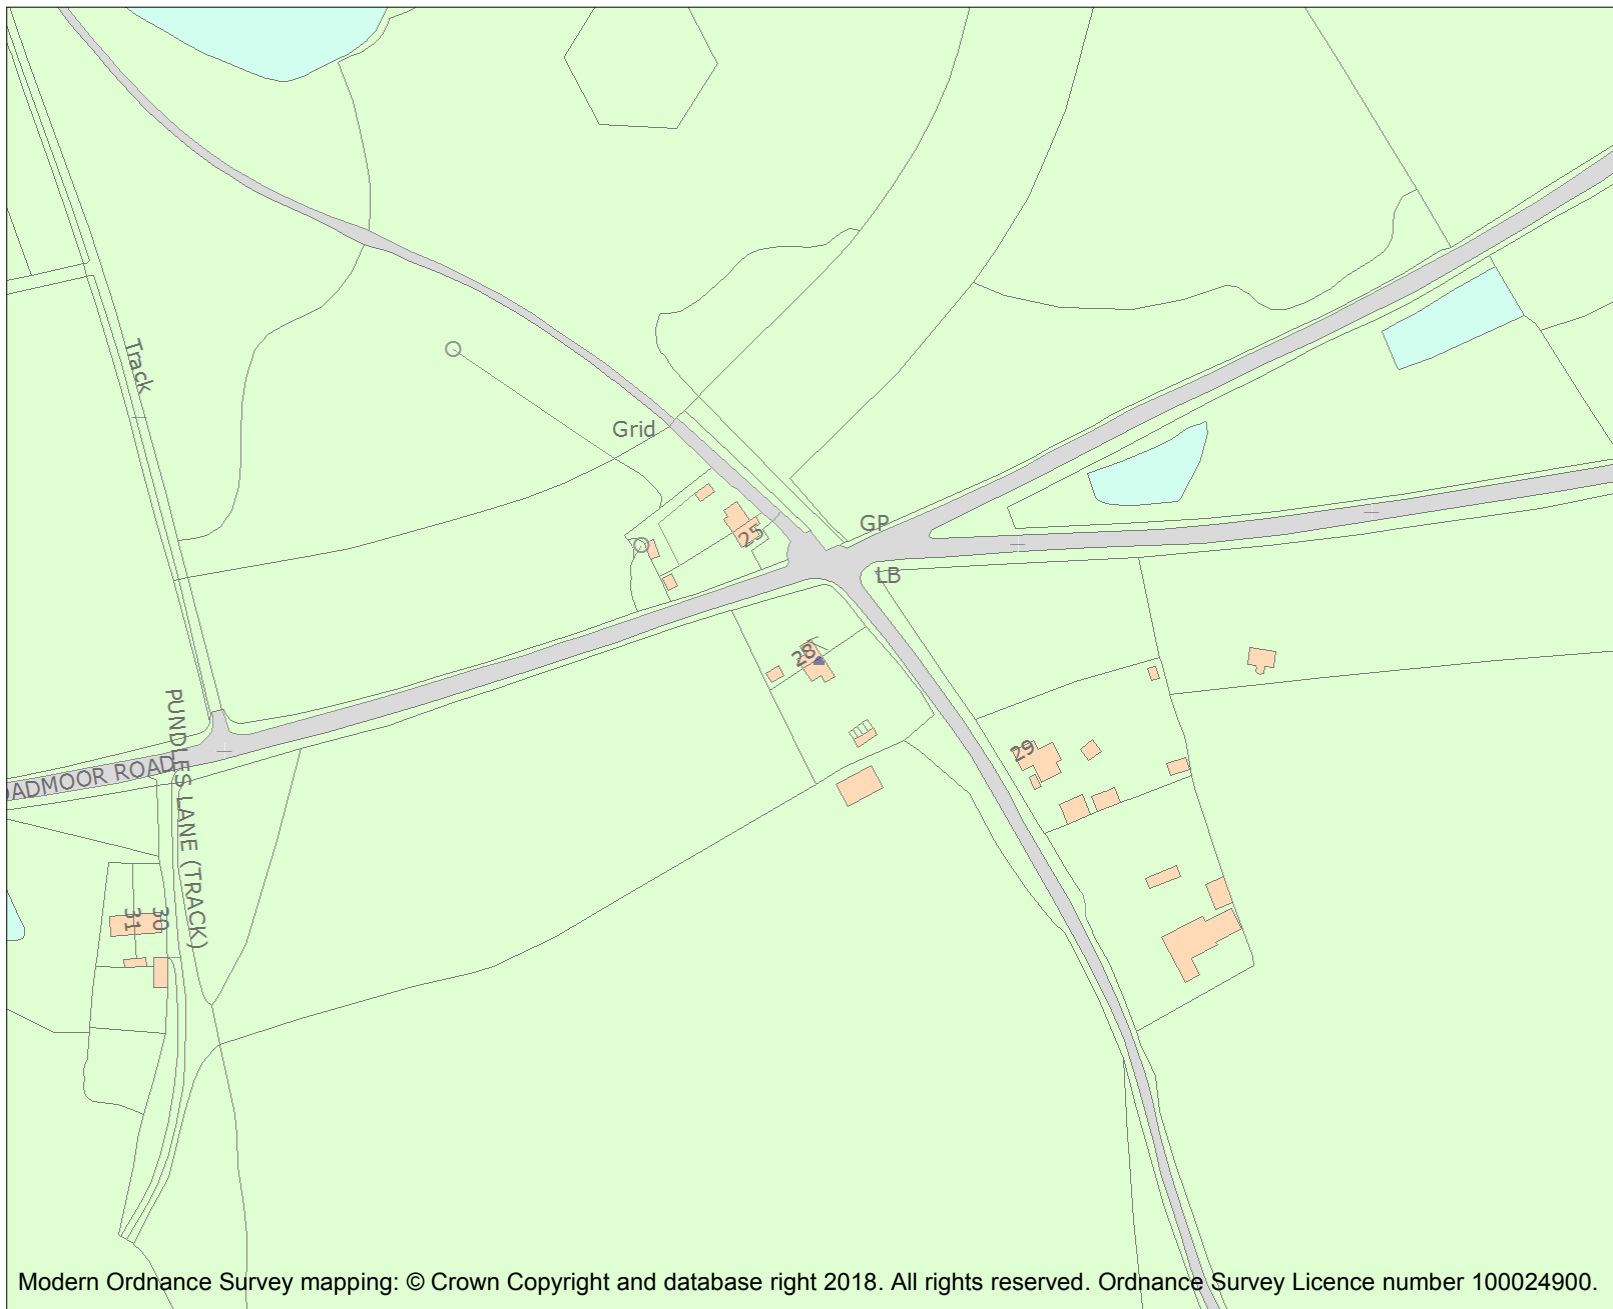 Track
Grid
GP
25
LB
28
PUNDLES LANE (TRACK)
29
OADMOOR ROAD
31
30
Modern Ordnance Survey mapping: © Crown Copyright and database right 2018. All rights reserved. Ordnance Survey Licence number 100024900.